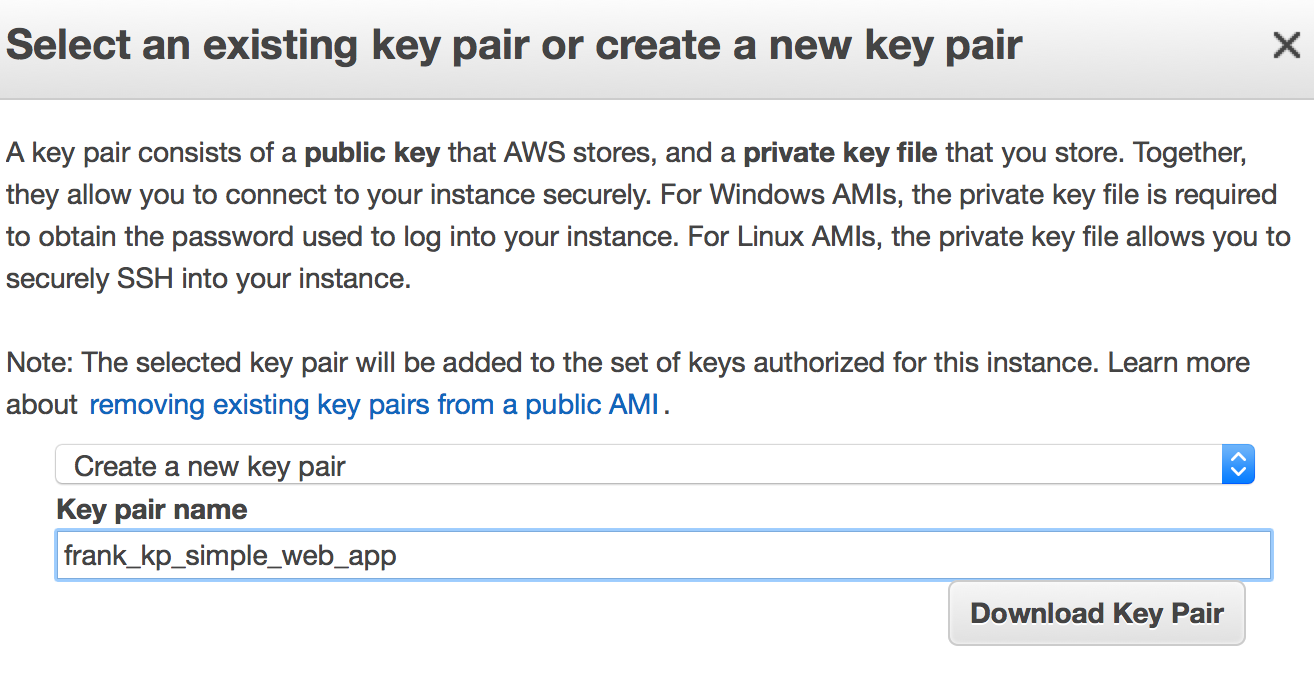 Select an existing key pair or create a new key pair
A key pair consists of a public key that AWS stores, and a private key file that you store. Together,
they allow you to connect to your instance securely. For Windows AMIs, the private key file is required
to obtain the password used to log into your instance. For Linux AMIs, the private key file allows you to
securely SSH into your instance.
Note: The selected key pair will be added to the set of keys authorized for this instance. Learn more
about removing existing key pairs from a public AMI .
Create a new key pair
Key pair name
frank_kp_simple_web_app
Download Key Pair